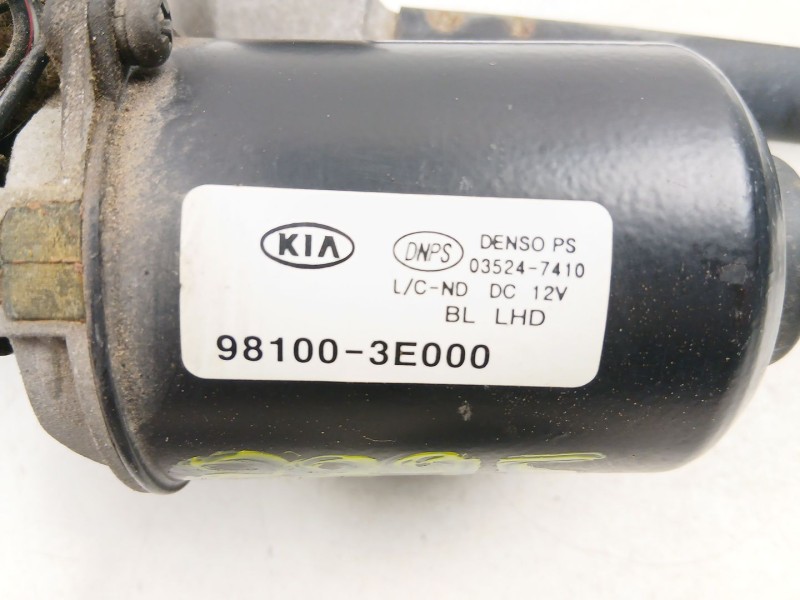 KIA
DNPS DENSO PS
03524-7410
L/C-ND DC 12V
BL LHD
98100-3E000